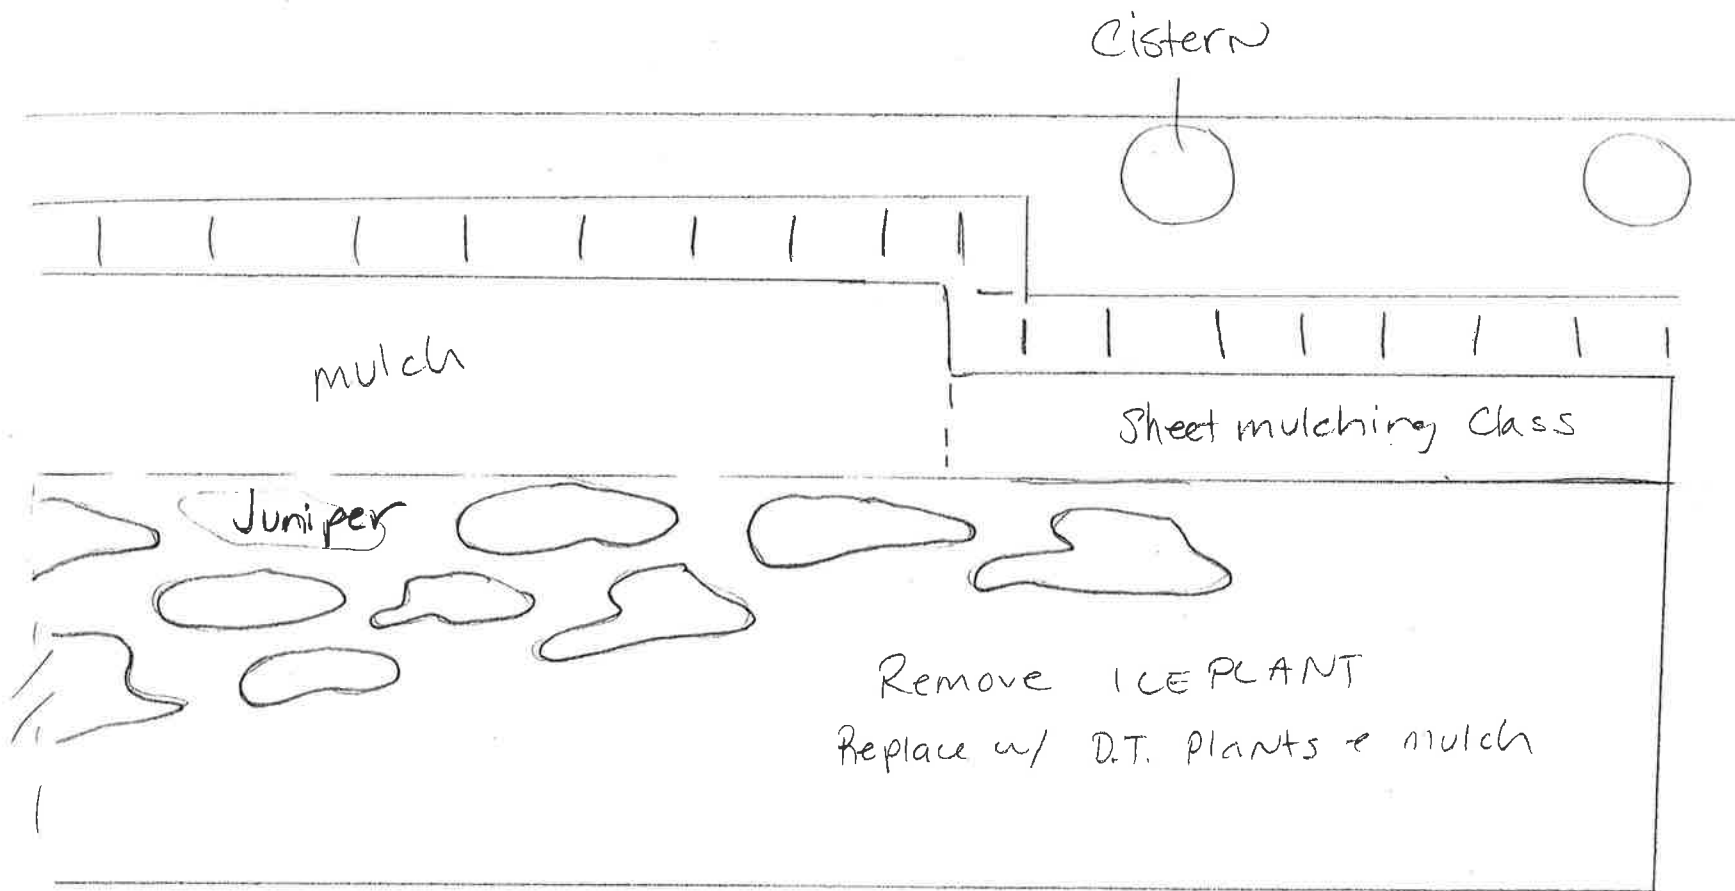 Cistern
mulch
Sheet mulching Class
Juniper
Remove ICEPLANT
Replace w/ D.T. Plants & mulch